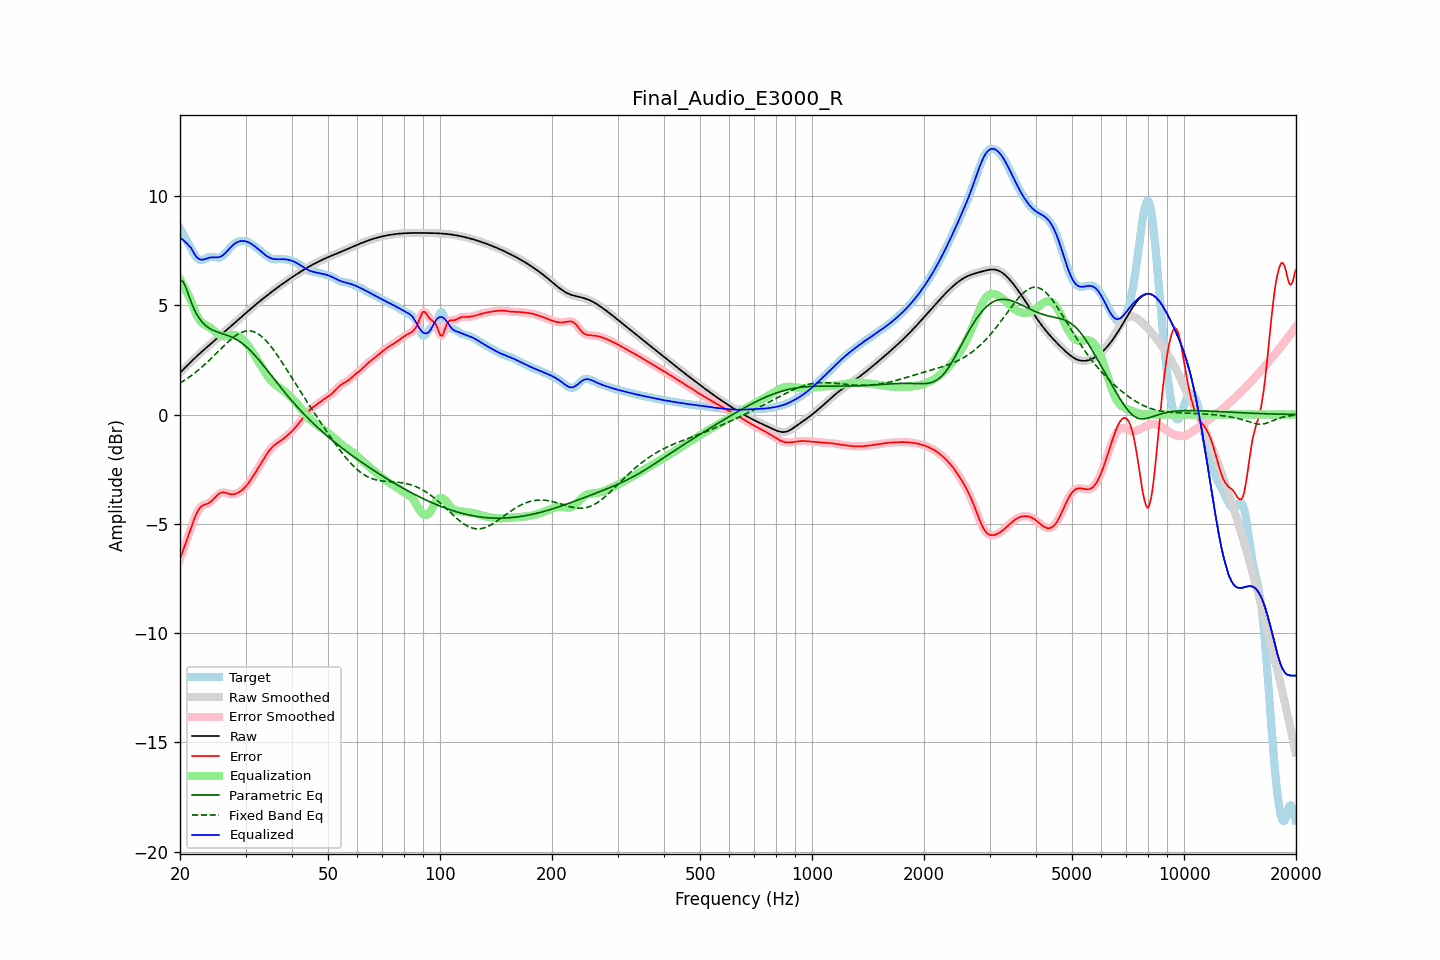 Final_Audio_E3000_R
Amplitude (dBr)
10
5
0
−5
−10
−15
−20
Target
Raw Smoothed
Error Smoothed
Raw
Error
Equalization
Parametric Eq
Fixed Band Eq
Equalized
20 50 100 200 500 1000 2000 5000 10000 20000
Frequency (Hz)